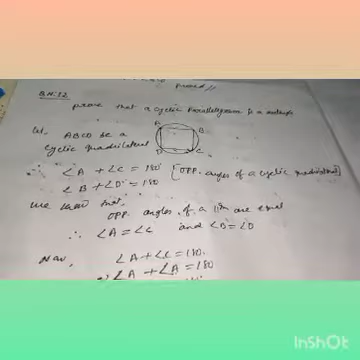 proved //
Q.N:12
prove that a cyclic parallelogram is a rectangle
A
Let, ABCD be a B
cyclic quadrilateral D C
∴ ∠A + ∠C = 180° [opp. angles of a cyclic quadrilateral]
∠B + ∠D = 180
we know that,
opp. angles of a ||gm are equal
∴ ∠A = ∠C and ∠B = ∠D
Now, ∠A + ∠C = 180.
∠A + ∠A = 180
InShOt